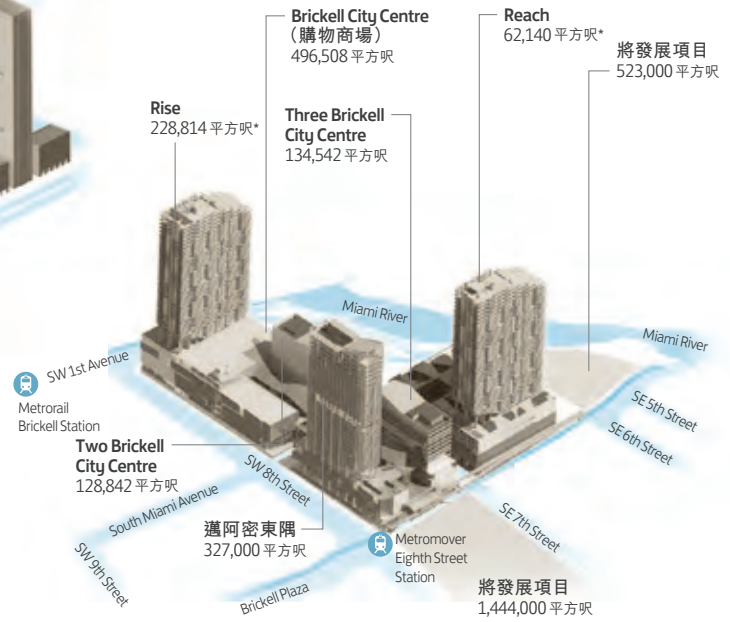 Brickell City Centre
（購物商場）
496,508 平方呎
Reach
62,140 平方呎*
將發展項目
523,000 平方呎
Rise
228,814 平方呎*
Three Brickell
City Centre
134,542 平方呎
Miami River
Miami River
SW 1st Avenue
Metrorail
Brickell Station
SE 5th Street
SE 6th Street
Two Brickell
City Centre
128,842 平方呎
SW 8th Street
South Miami Avenue
SW 9th Street
邁阿密東隅
327,000 平方呎
Brickell Plaza
Metromover
Eighth Street
Station
SE 7th Street
將發展項目
1,444,000 平方呎